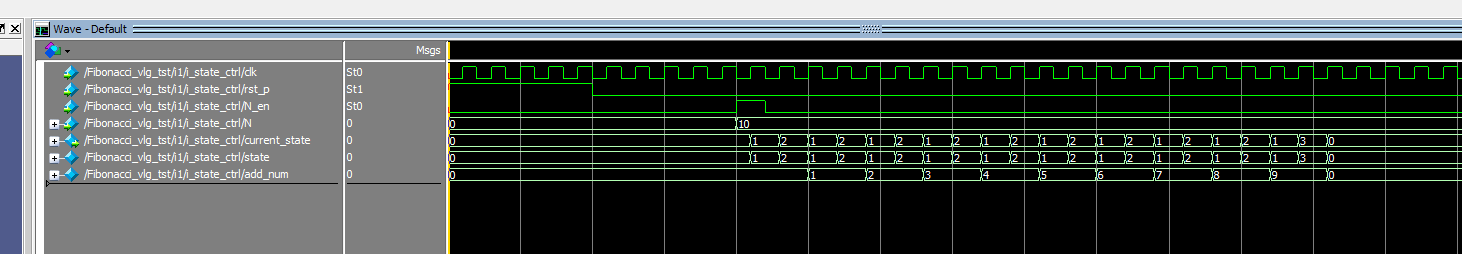 Wave - Default
Msgs
/Fibonacci_vlg_tst/i1/i_state_ctrl/clk St0
/Fibonacci_vlg_tst/i1/i_state_ctrl/rst_p St1
/Fibonacci_vlg_tst/i1/i_state_ctrl/N_en St0
/Fibonacci_vlg_tst/i1/i_state_ctrl/N 0 0 10
/Fibonacci_vlg_tst/i1/i_state_ctrl/current_state 0 0 1 2 1 2 1 2 1 2 1 2 1 2 1 2 1 2 1 2 1 3 0
/Fibonacci_vlg_tst/i1/i_state_ctrl/state 0 0 1 2 1 2 1 2 1 2 1 2 1 2 1 2 1 2 1 2 1 3 0
/Fibonacci_vlg_tst/i1/i_state_ctrl/add_num 0 0 1 2 3 4 5 6 7 8 9 0